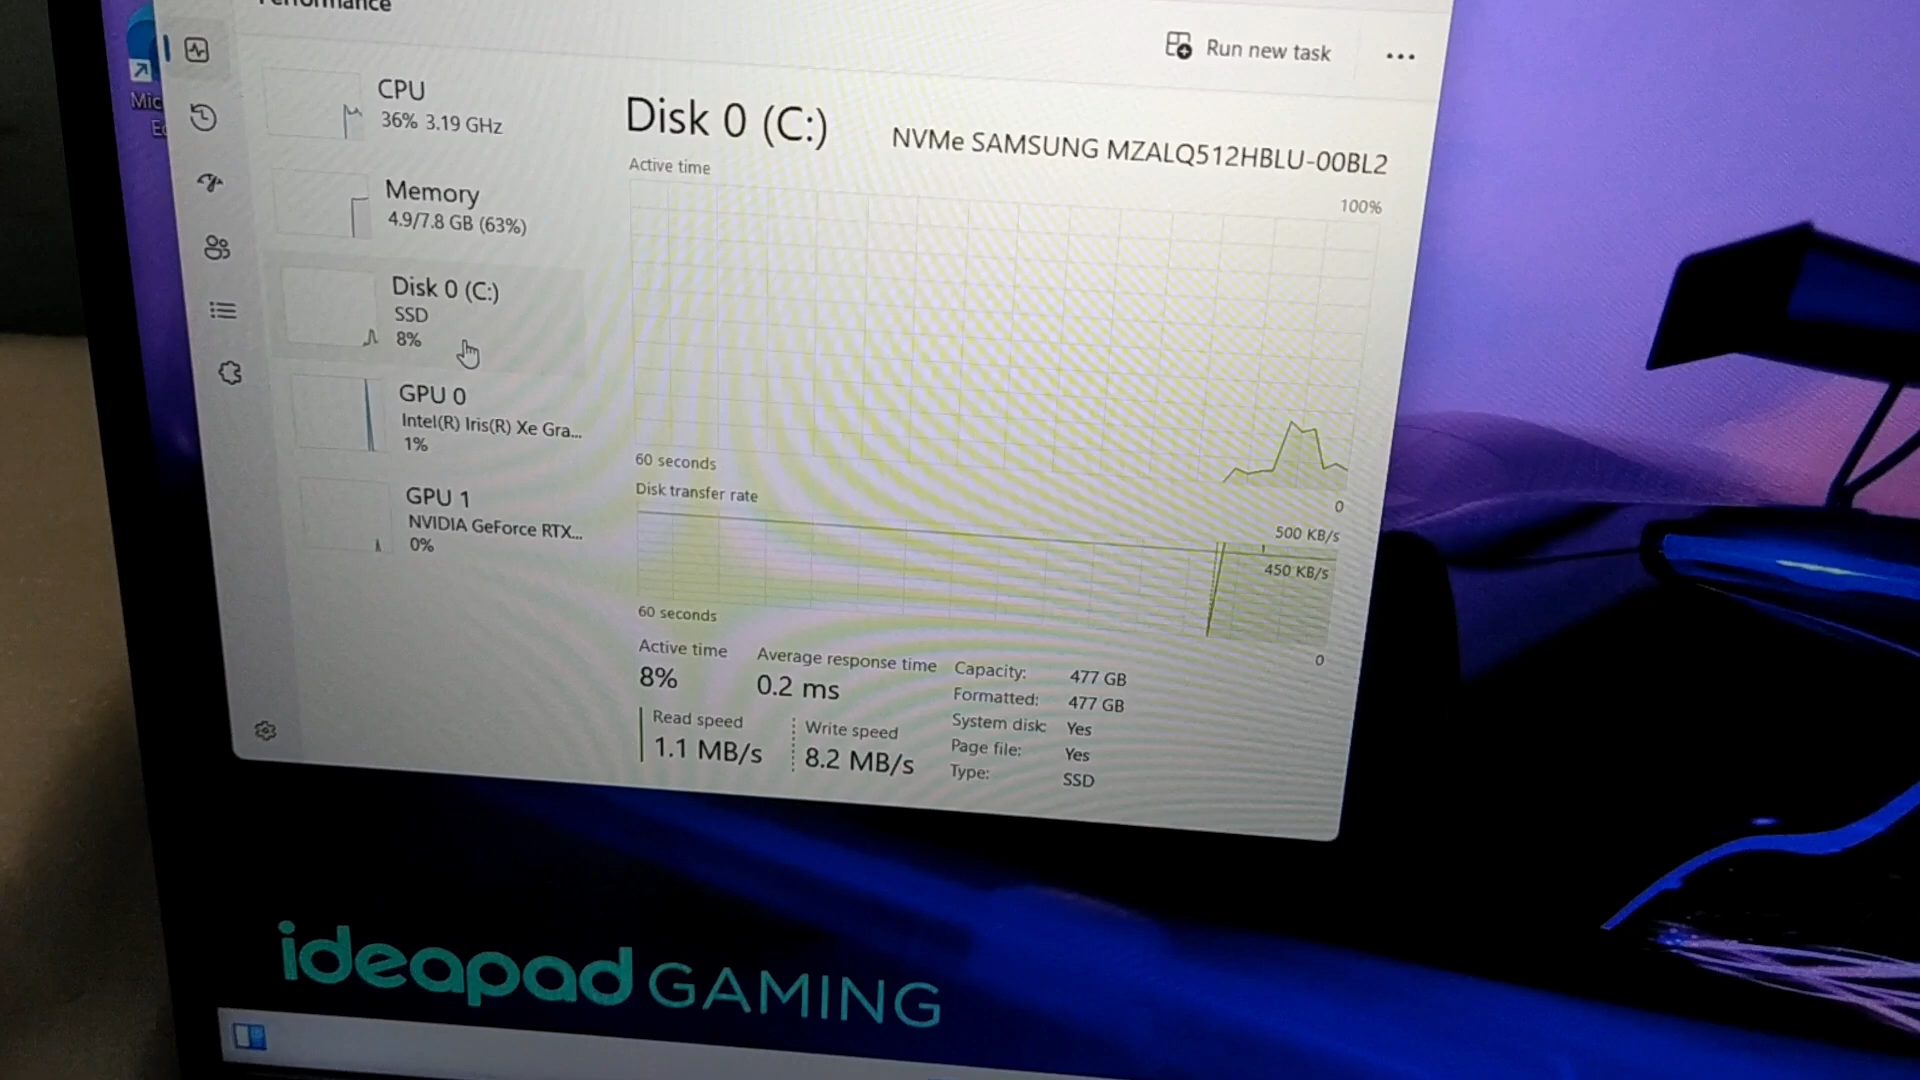 Performance
Run new task
Mic
CPU
36% 3.19 GHz
Memory
4.9/7.8 GB (63%)
Disk 0 (C:)
SSD
8%
GPU 0
Intel(R) Iris(R) Xe Gra...
1%
GPU 1
NVIDIA GeForce RTX...
0%
Disk 0 (C:)
NVMe SAMSUNG MZALQ512HBLU-00BL2
Active time
100%
60 seconds
0
Disk transfer rate
500 KB/s
450 KB/s
60 seconds
0
Active time
8%
Average response time
0.2 ms
Read speed
1.1 MB/s
Write speed
8.2 MB/s
Capacity: 477 GB
Formatted: 477 GB
System disk: Yes
Page file: Yes
Type: SSD
ideapad GAMING